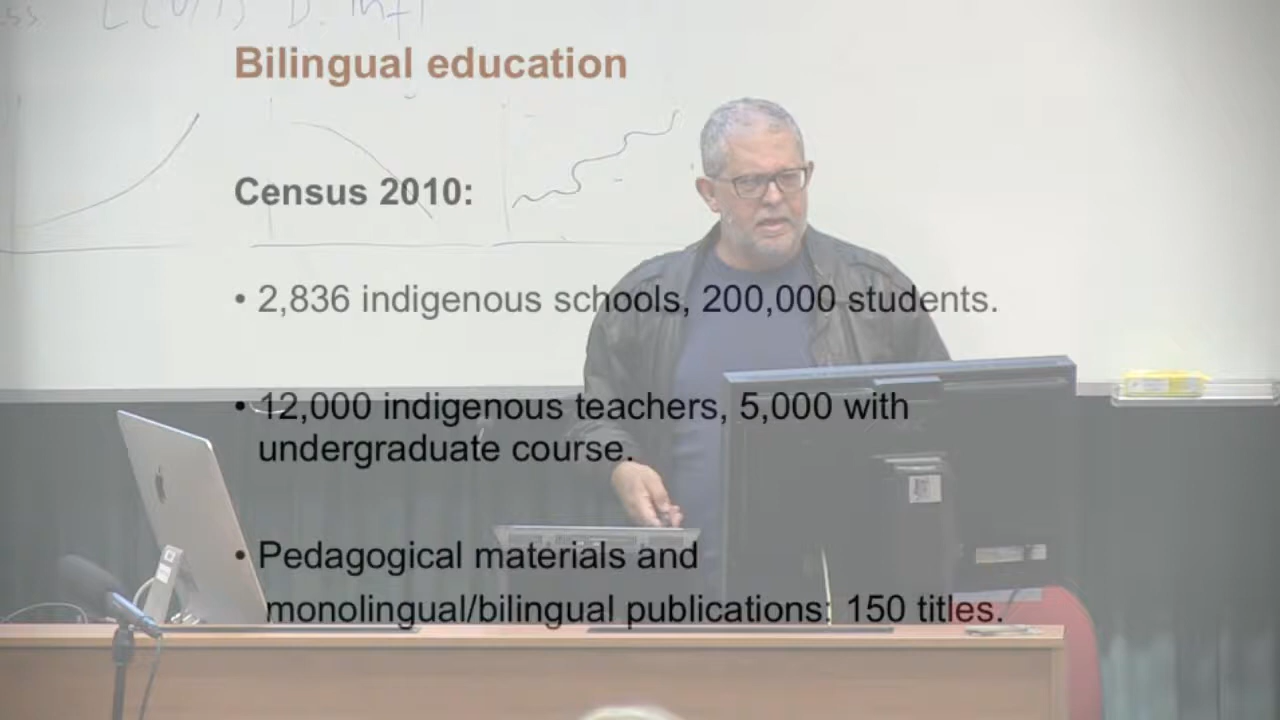 Bilingual education
Census 2010:
• 2,836 indigenous schools, 200,000 students.
• 12,000 indigenous teachers, 5,000 with
undergraduate course.
• Pedagogical materials and
monolingual/bilingual publications: 150 titles.